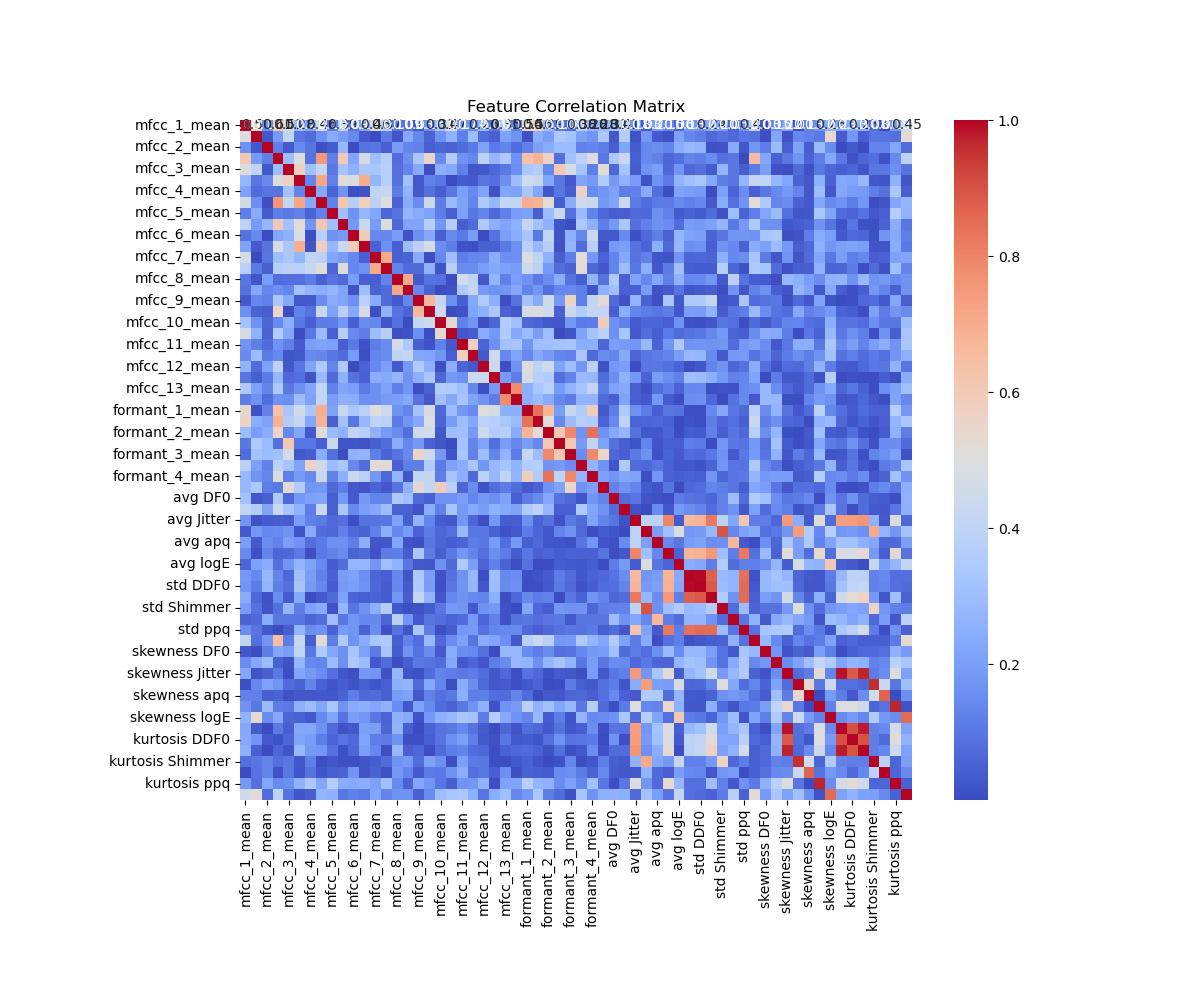 Feature Correlation Matrix
mfcc_1_mean
mfcc_2_mean
mfcc_3_mean
mfcc_4_mean
mfcc_5_mean
mfcc_6_mean
mfcc_7_mean
mfcc_8_mean
mfcc_9_mean
mfcc_10_mean
mfcc_11_mean
mfcc_12_mean
mfcc_13_mean
formant_1_mean
formant_2_mean
formant_3_mean
formant_4_mean
avg DF0
avg Jitter
avg apq
avg logE
std DDF0
std Shimmer
std ppq
skewness DF0
skewness Jitter
skewness apq
skewness logE
kurtosis DDF0
kurtosis Shimmer
kurtosis ppq
mfcc_1_mean
mfcc_2_mean
mfcc_3_mean
mfcc_4_mean
mfcc_5_mean
mfcc_6_mean
mfcc_7_mean
mfcc_8_mean
mfcc_9_mean
mfcc_10_mean
mfcc_11_mean
mfcc_12_mean
mfcc_13_mean
formant_1_mean
formant_2_mean
formant_3_mean
formant_4_mean
avg DF0
avg Jitter
avg apq
avg logE
std DDF0
std Shimmer
std ppq
skewness DF0
skewness Jitter
skewness apq
skewness logE
kurtosis DDF0
kurtosis Shimmer
kurtosis ppq
1.0
0.8
0.6
0.4
0.2